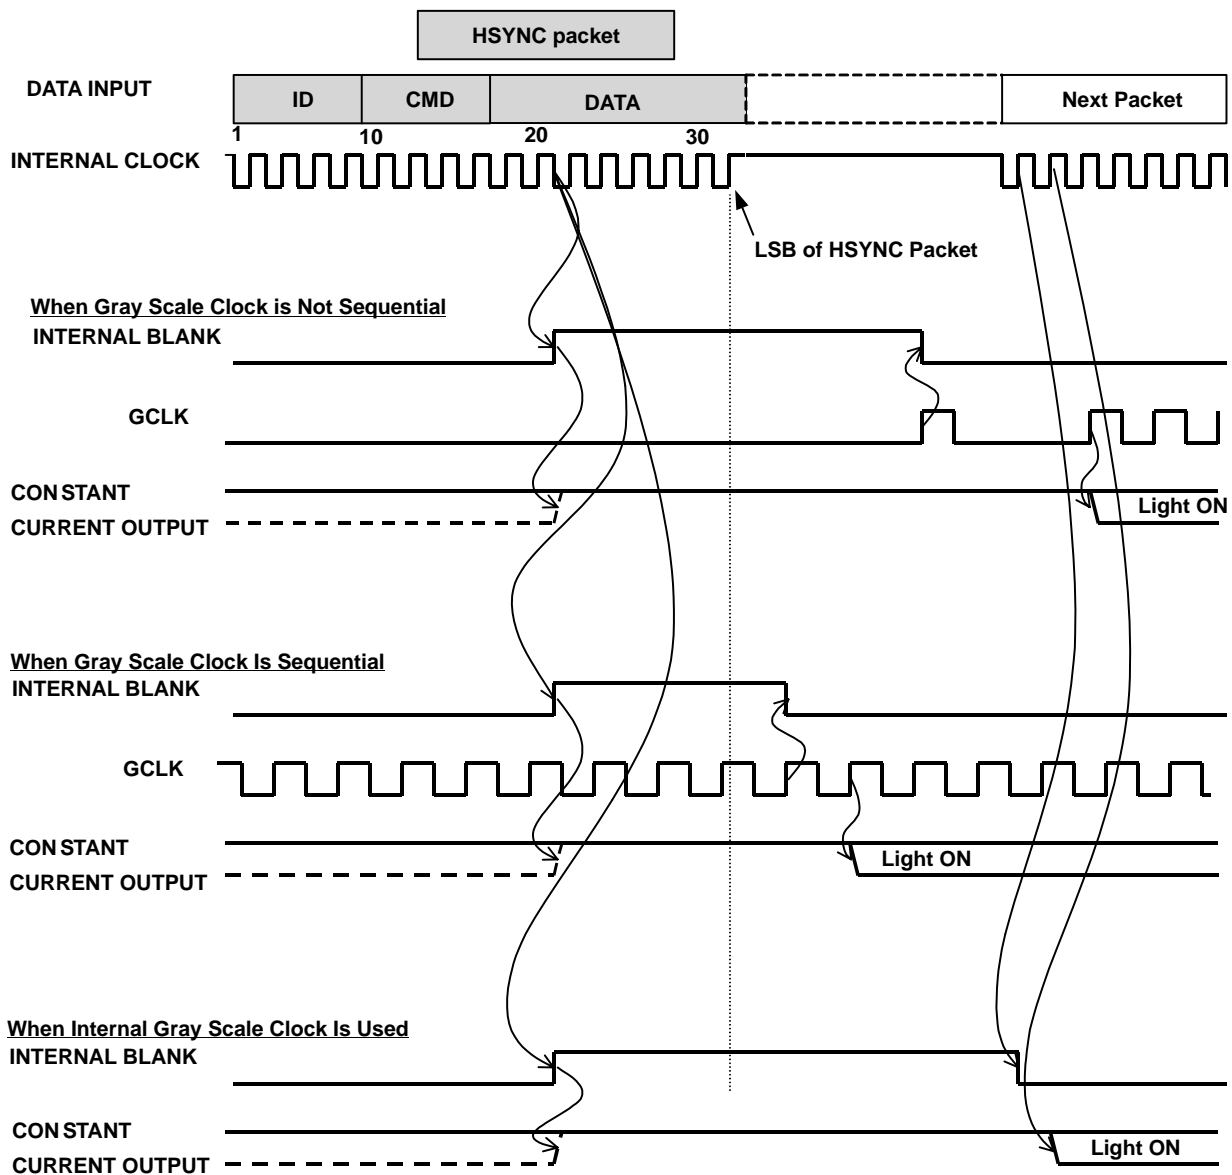 HSYNC packet
DATA INPUT
ID CMD DATA Next Packet
1 10 20 30
INTERNAL CLOCK
LSB of HSYNC Packet
When Gray Scale Clock is Not Sequential
INTERNAL BLANK
GCLK
CONSTANT
CURRENT OUTPUT
Light ON
When Gray Scale Clock Is Sequential
INTERNAL BLANK
GCLK
CONSTANT
CURRENT OUTPUT
Light ON
When Internal Gray Scale Clock Is Used
INTERNAL BLANK
CONSTANT
CURRENT OUTPUT
Light ON